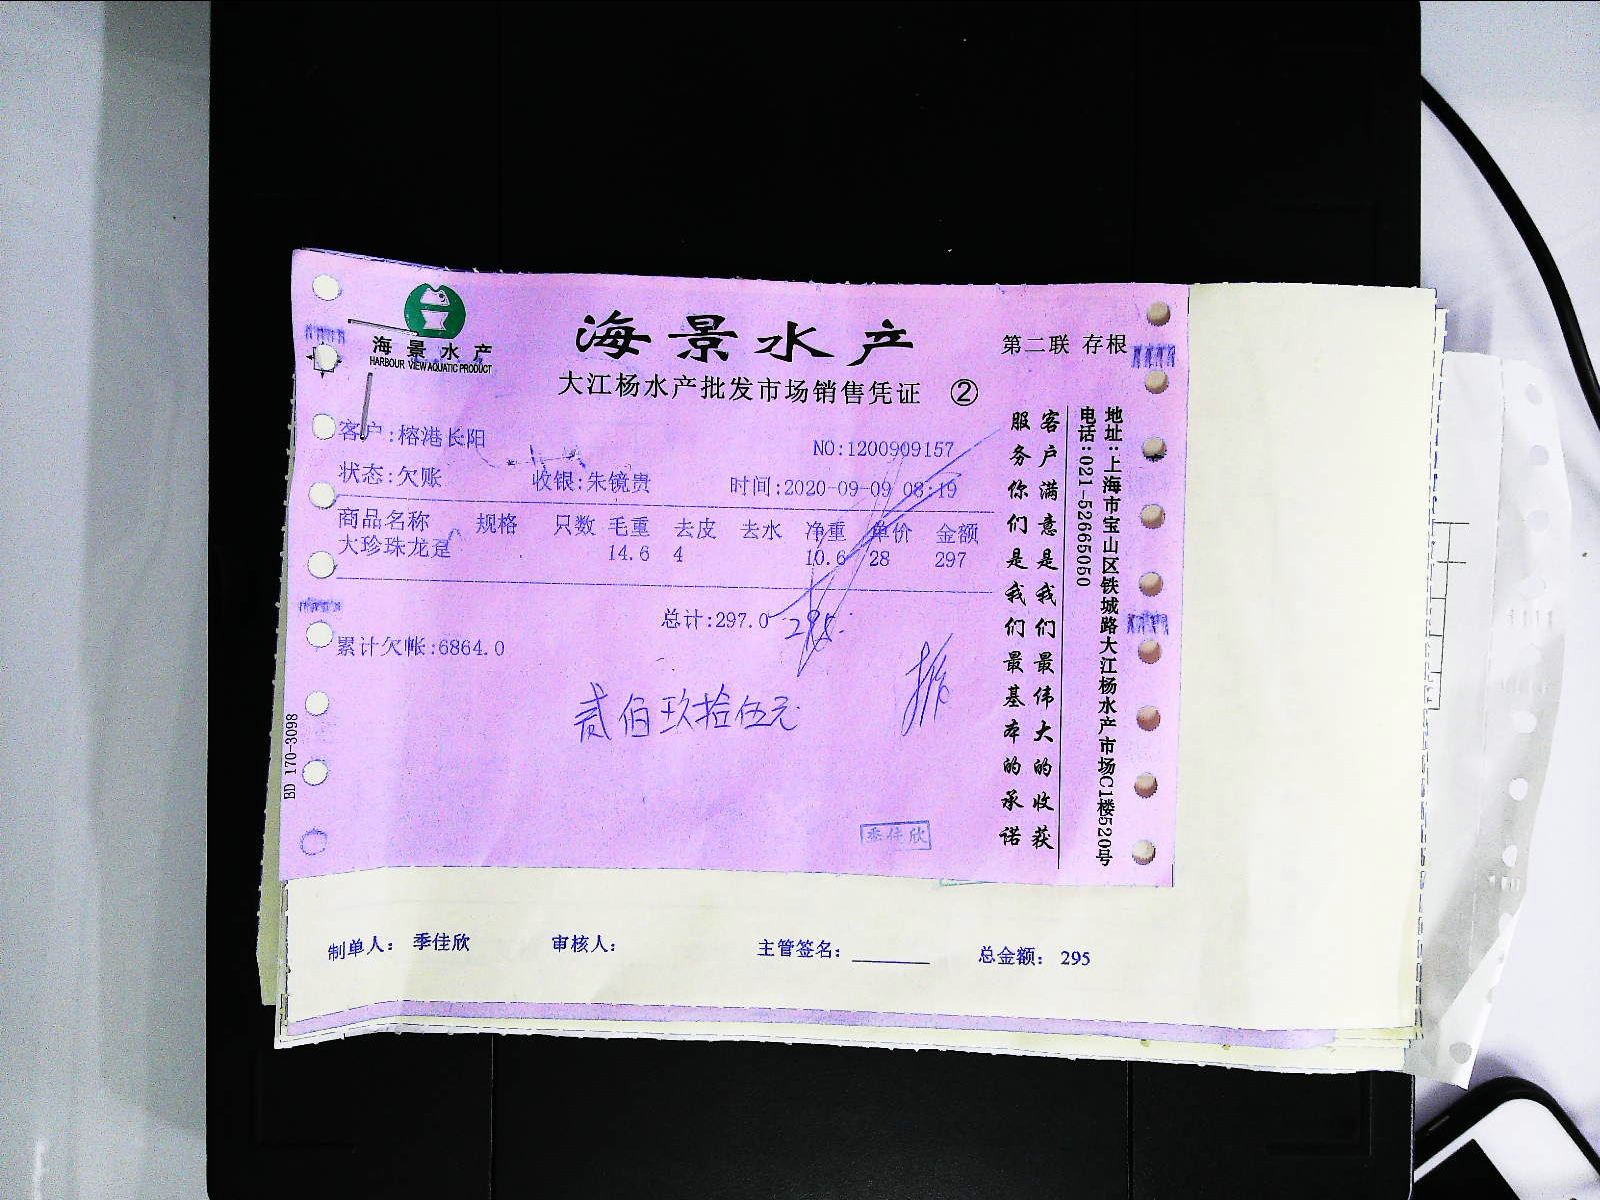 海景水产
HARBOUR VIEW AQUATIC PRODUCT
海景水产
第二联 存根
大江杨水产批发市场销售凭证 ②
客户:榕港长阳
NO:1200909157
状态:欠账 收银:朱镜贵 时间:2020-09-09 08:19
商品名称 规格 只数 毛重 去皮 去水 净重 单价 金额
大珍珠龙趸 14.6 4 10.6 28 297
总计:297.0
295.
累计欠帐:6864.0
贰佰玖拾伍元
季佳欣
客户满意是我们最伟大的收获
服务你们是我们最基本的承诺
地址:上海市宝山区铁城路大江杨水产市场C1楼520号
电话:021-52665050
BD 170-3098
制单人: 季佳欣 审核人: 主管签名: 总金额: 295